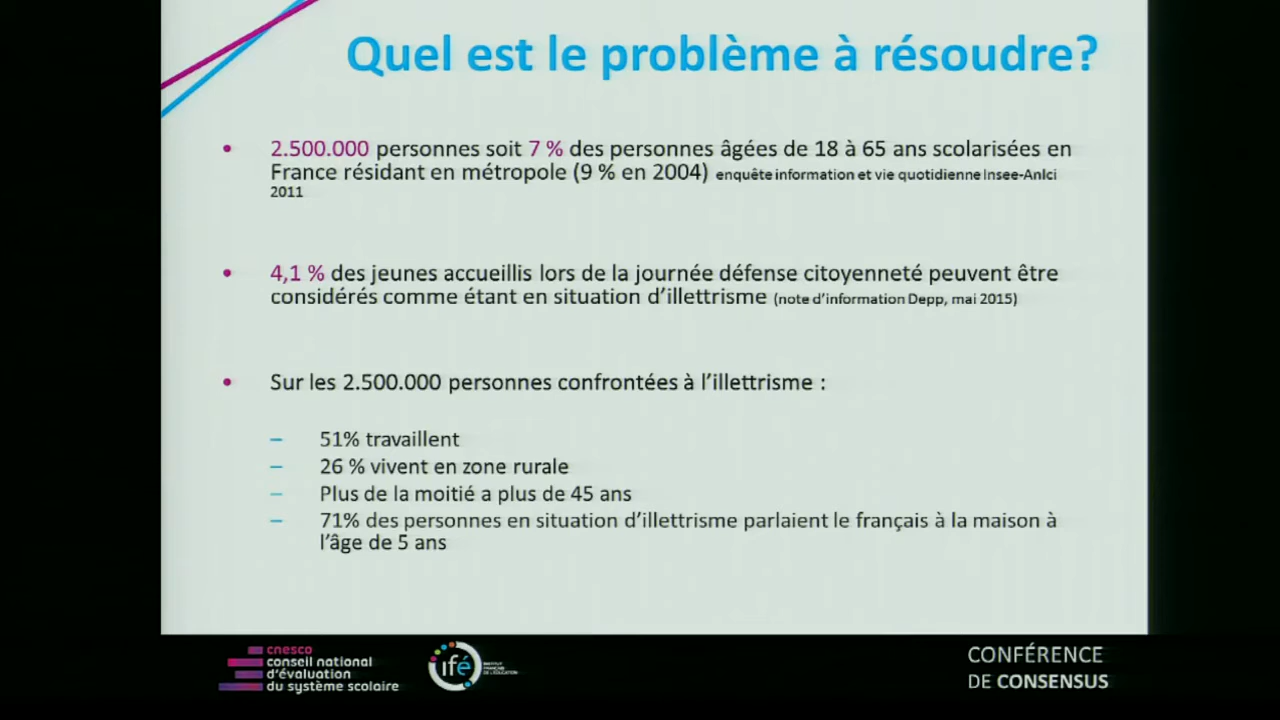 Quel est le problème à résoudre?
• 2.500.000 personnes soit 7 % des personnes âgées de 18 à 65 ans scolarisées en
France résidant en métropole (9 % en 2004) enquête information et vie quotidienne Insee-Anlci
2011
• 4,1 % des jeunes accueillis lors de la journée défense citoyenneté peuvent être
considérés comme étant en situation d’illettrisme (note d’information Depp, mai 2015)
• Sur les 2.500.000 personnes confrontées à l’illettrisme :
– 51% travaillent
– 26 % vivent en zone rurale
– Plus de la moitié a plus de 45 ans
– 71% des personnes en situation d’illettrisme parlaient le français à la maison à
l’âge de 5 ans
cnesco
conseil national
d'évaluation
du système scolaire
ifé
INSTITUT
FRANÇAIS
DE L'ÉDUCATION
CONFÉRENCE
DE CONSENSUS